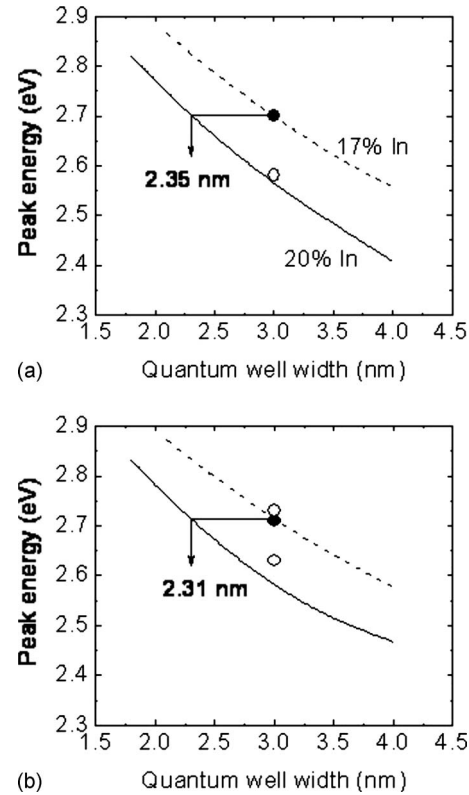 2.9
2.8
2.7
2.6
2.5
2.4
2.3
Peak energy (eV)
17% In
2.35 nm
20% In
1.5 2.0 2.5 3.0 3.5 4.0 4.5
(a) Quantum well width (nm)
2.9
2.8
2.7
2.6
2.5
2.4
2.3
Peak energy (eV)
2.31 nm
1.5 2.0 2.5 3.0 3.5 4.0 4.5
(b) Quantum well width (nm)